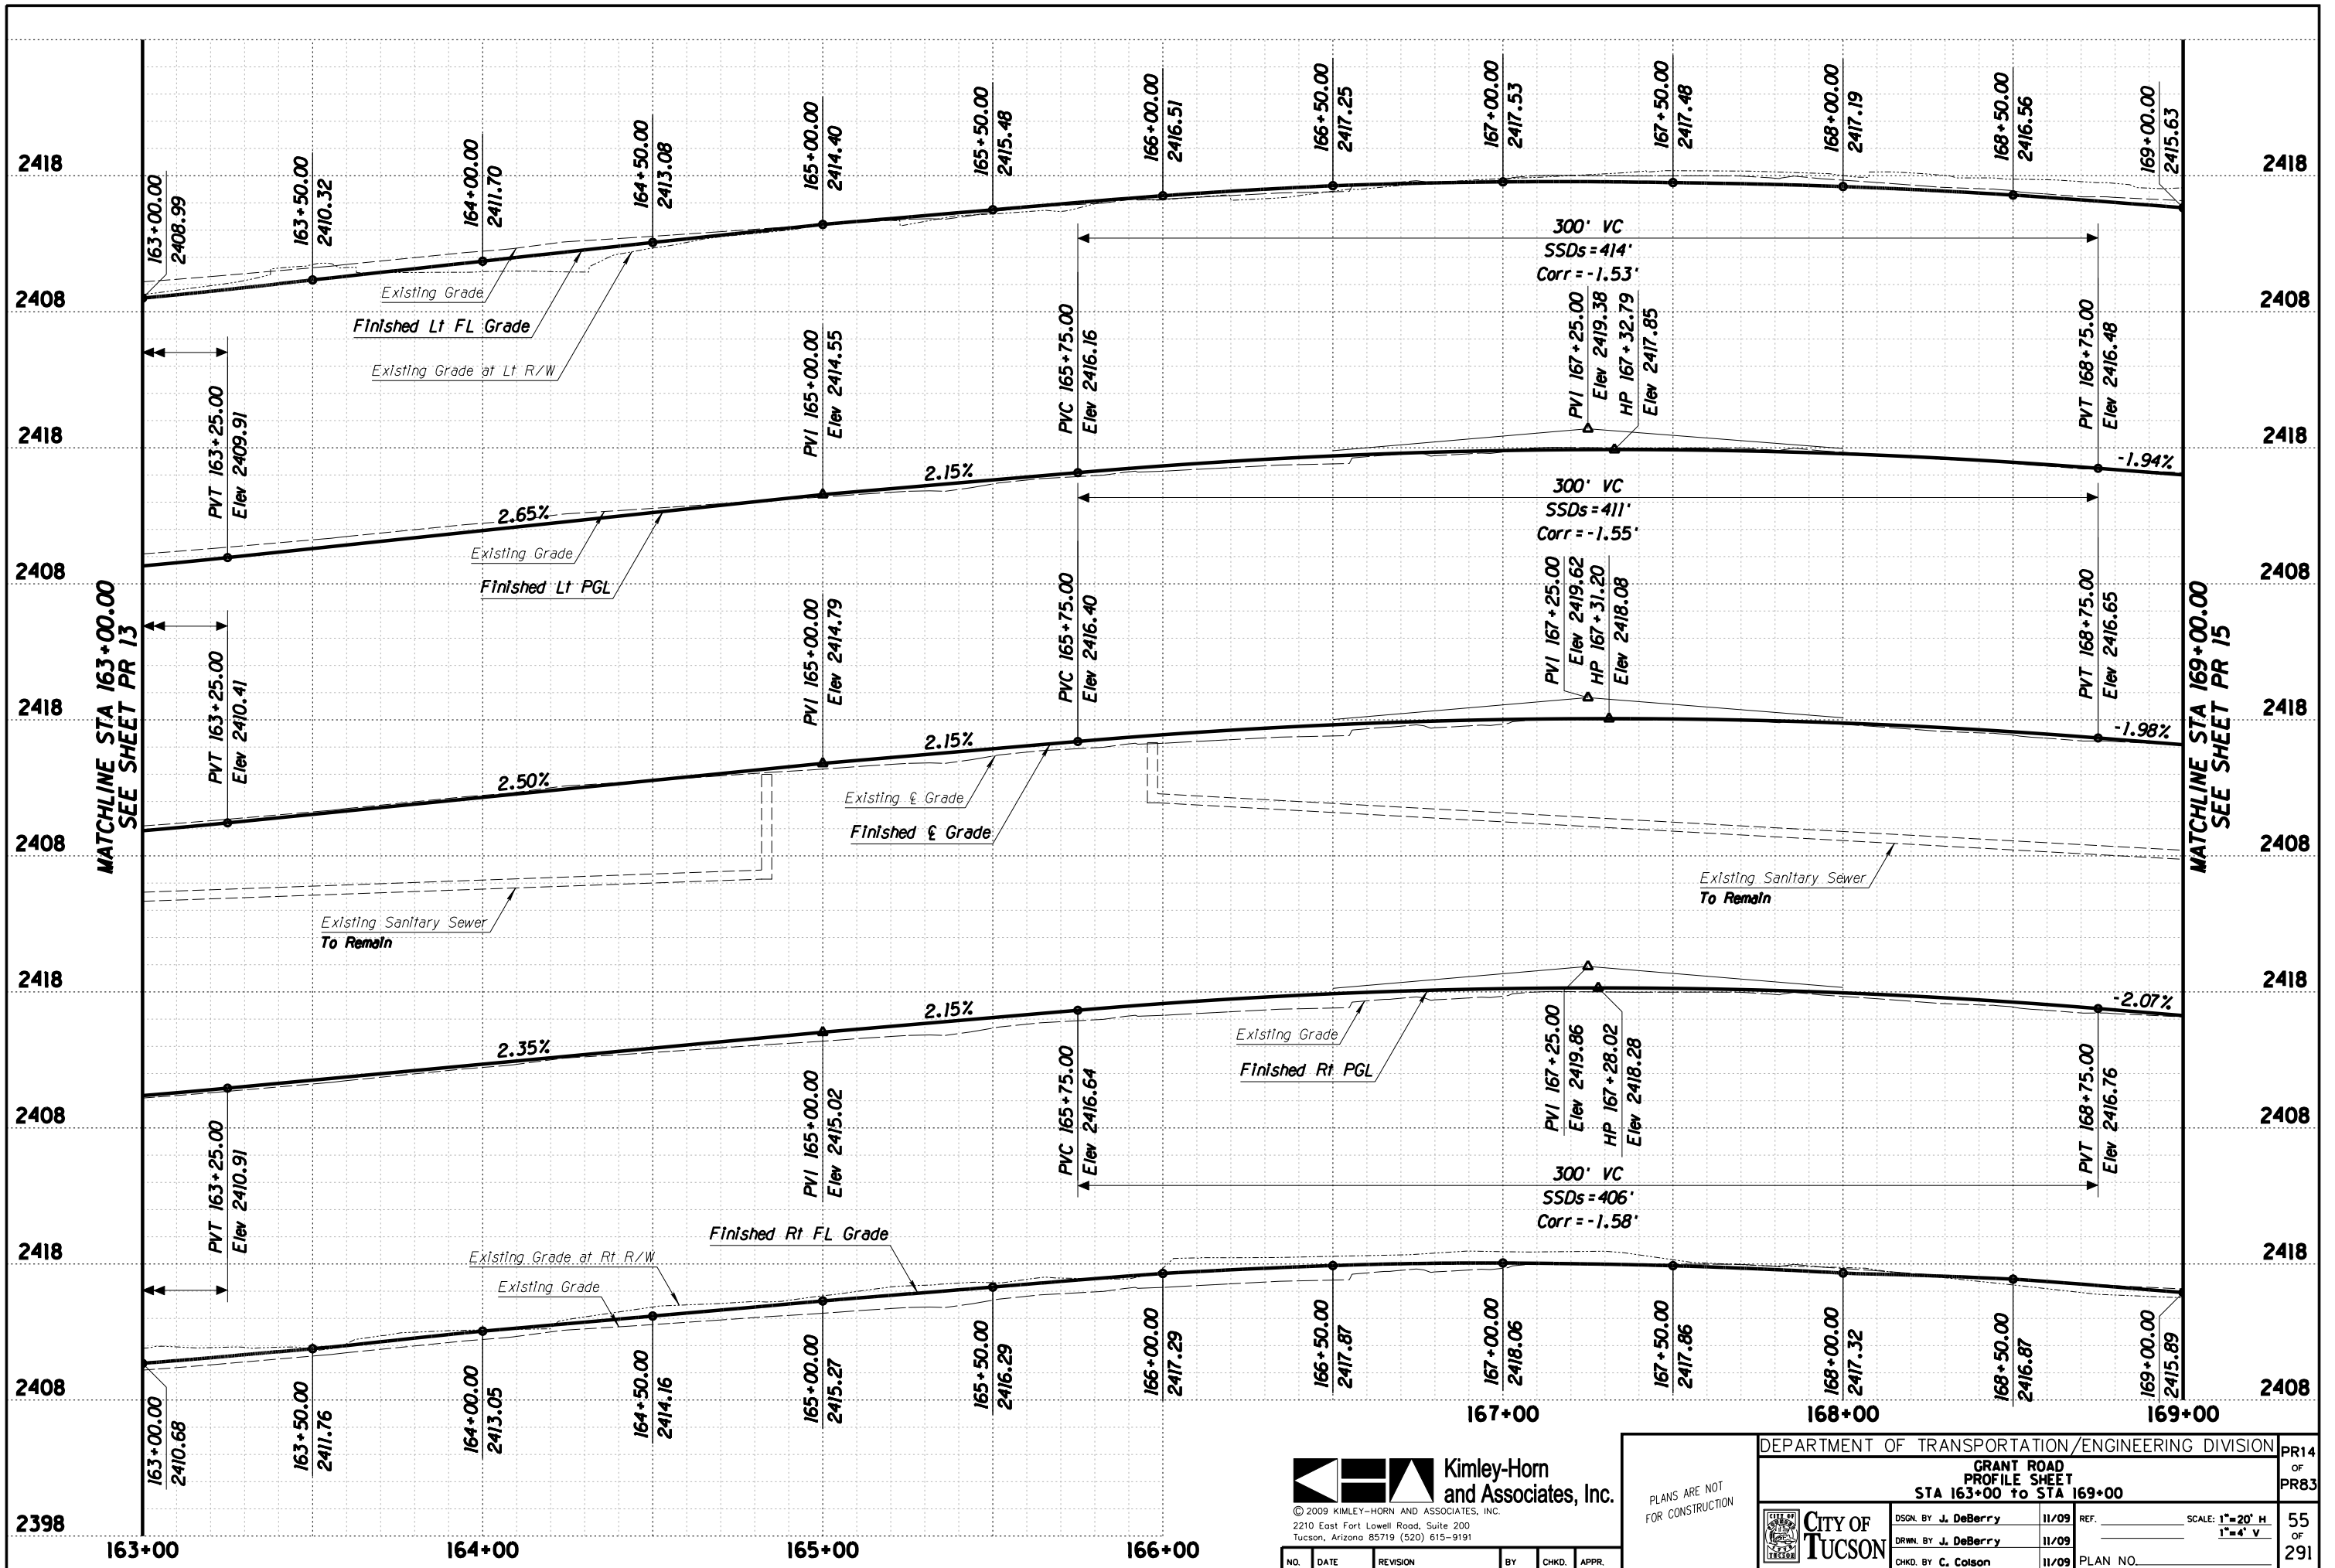 163+00.00
2408.99
163+50.00
2410.32
164+00.00
2411.70
164+50.00
2413.08
165+00.00
2414.40
165+50.00
2415.48
166+00.00
2416.51
166+50.00
2417.25
167+00.00
2417.53
167+50.00
2417.48
168+00.00
2417.19
168+50.00
2416.56
169+00.00
2415.63
2418
2418
2408
2408
Existing Grade
Finished Lt FL Grade
Existing Grade at Lt R/W
300' VC
SSDs=414'
Corr=-1.53'
PVT 163+25.00
Elev 2409.91
PVI 165+00.00
Elev 2414.55
PVC 165+75.00
Elev 2416.16
PVI 167+25.00
Elev 2419.38
HP 167+32.79
Elev 2417.85
PVT 168+75.00
Elev 2416.48
2418
2418
2.65%
2.15%
-1.94%
Existing Grade
Finished Lt PGL
2408
2408
300' VC
SSDs=411'
Corr=-1.55'
MATCHLINE STA 163+00.00
SEE SHEET PR 13
MATCHLINE STA 169+00.00
SEE SHEET PR 15
PVT 163+25.00
Elev 2410.41
PVI 165+00.00
Elev 2414.79
PVC 165+75.00
Elev 2416.40
PVI 167+25.00
Elev 2419.62
HP 167+31.20
Elev 2418.08
PVT 168+75.00
Elev 2416.65
2418
2418
2.50%
2.15%
-1.98%
Existing ℄ Grade
Finished ℄ Grade
2408
2408
Existing Sanitary Sewer
To Remain
Existing Sanitary Sewer
To Remain
2418
2418
2.35%
2.15%
-2.07%
Existing Grade
Finished Rt PGL
2408
2408
PVT 163+25.00
Elev 2410.91
PVI 165+00.00
Elev 2415.02
PVC 165+75.00
Elev 2416.64
PVI 167+25.00
Elev 2419.86
HP 167+28.02
Elev 2418.28
PVT 168+75.00
Elev 2416.76
300' VC
SSDs=406'
Corr=-1.58'
Finished Rt FL Grade
Existing Grade at Rt R/W
Existing Grade
2418
2418
2408
2408
163+00.00
2410.68
163+50.00
2411.76
164+00.00
2413.05
164+50.00
2414.16
165+00.00
2415.27
165+50.00
2416.29
166+00.00
2417.29
166+50.00
2417.87
167+00.00
2418.06
167+50.00
2417.86
168+00.00
2417.32
168+50.00
2416.87
169+00.00
2415.89
2398
163+00
164+00
165+00
166+00
167+00
168+00
169+00
Kimley-Horn
and Associates, Inc.
© 2009 KIMLEY-HORN AND ASSOCIATES, INC.
2210 East Fort Lowell Road, Suite 200
Tucson, Arizona 85719 (520) 615-9191
NO. DATE REVISION BY CHKD. APPR.
PLANS ARE NOT
FOR CONSTRUCTION
DEPARTMENT OF TRANSPORTATION/ENGINEERING DIVISION
GRANT ROAD
PROFILE SHEET
STA 163+00 to STA 169+00
PR14
OF
PR83
CITY OF
TUCSON
DSGN. BY J. DeBerry 11/09
DRWN. BY J. DeBerry 11/09
CHKD. BY C. Colson 11/09
REF.
SCALE: 1"=20' H
1"=4' V
PLAN NO.
55
OF
291